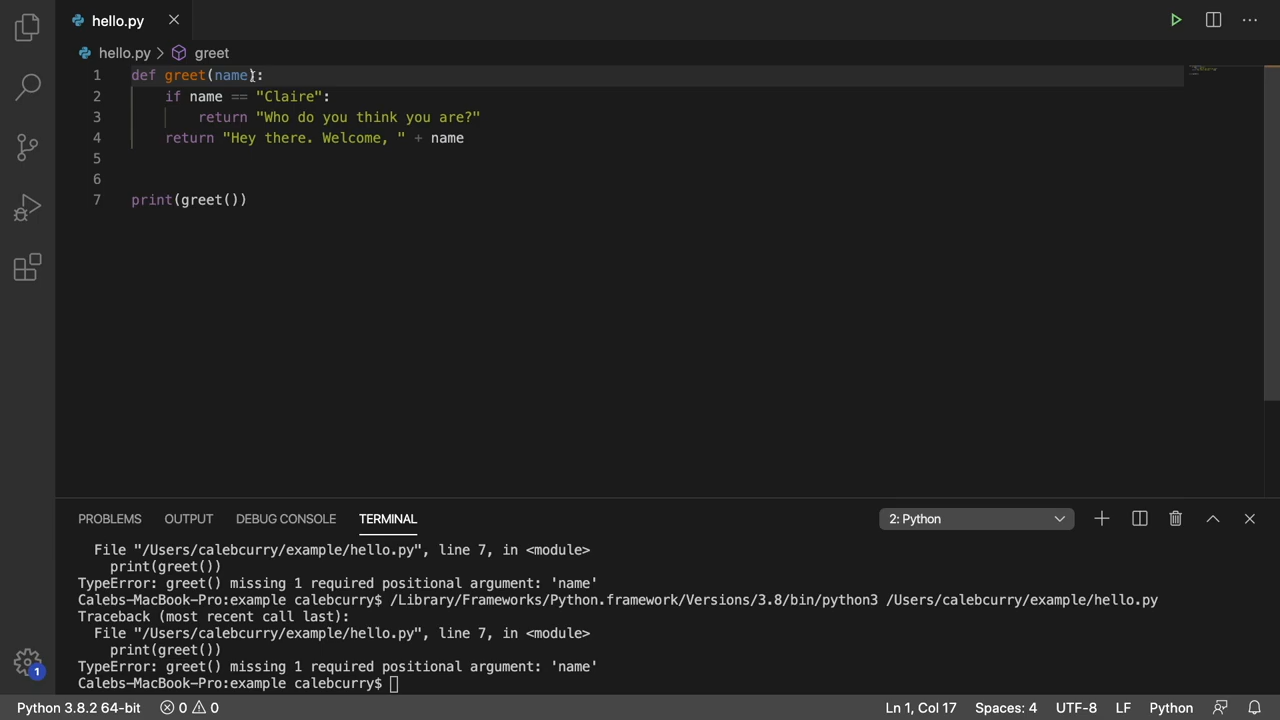 hello.py
hello.py > greet
1 def greet(name):
2     if name == "Claire":
3         return "Who do you think you are?"
4     return "Hey there. Welcome, " + name
5
6
7 print(greet())
PROBLEMS OUTPUT DEBUG CONSOLE TERMINAL 2: Python
  File "/Users/calebcurry/example/hello.py", line 7, in <module>
    print(greet())
TypeError: greet() missing 1 required positional argument: 'name'
Calebs-MacBook-Pro:example calebcurry$ /Library/Frameworks/Python.framework/Versions/3.8/bin/python3 /Users/calebcurry/example/hello.py
Traceback (most recent call last):
  File "/Users/calebcurry/example/hello.py", line 7, in <module>
    print(greet())
TypeError: greet() missing 1 required positional argument: 'name'
Calebs-MacBook-Pro:example calebcurry$
1
Python 3.8.2 64-bit 0 0 Ln 1, Col 17 Spaces: 4 UTF-8 LF Python